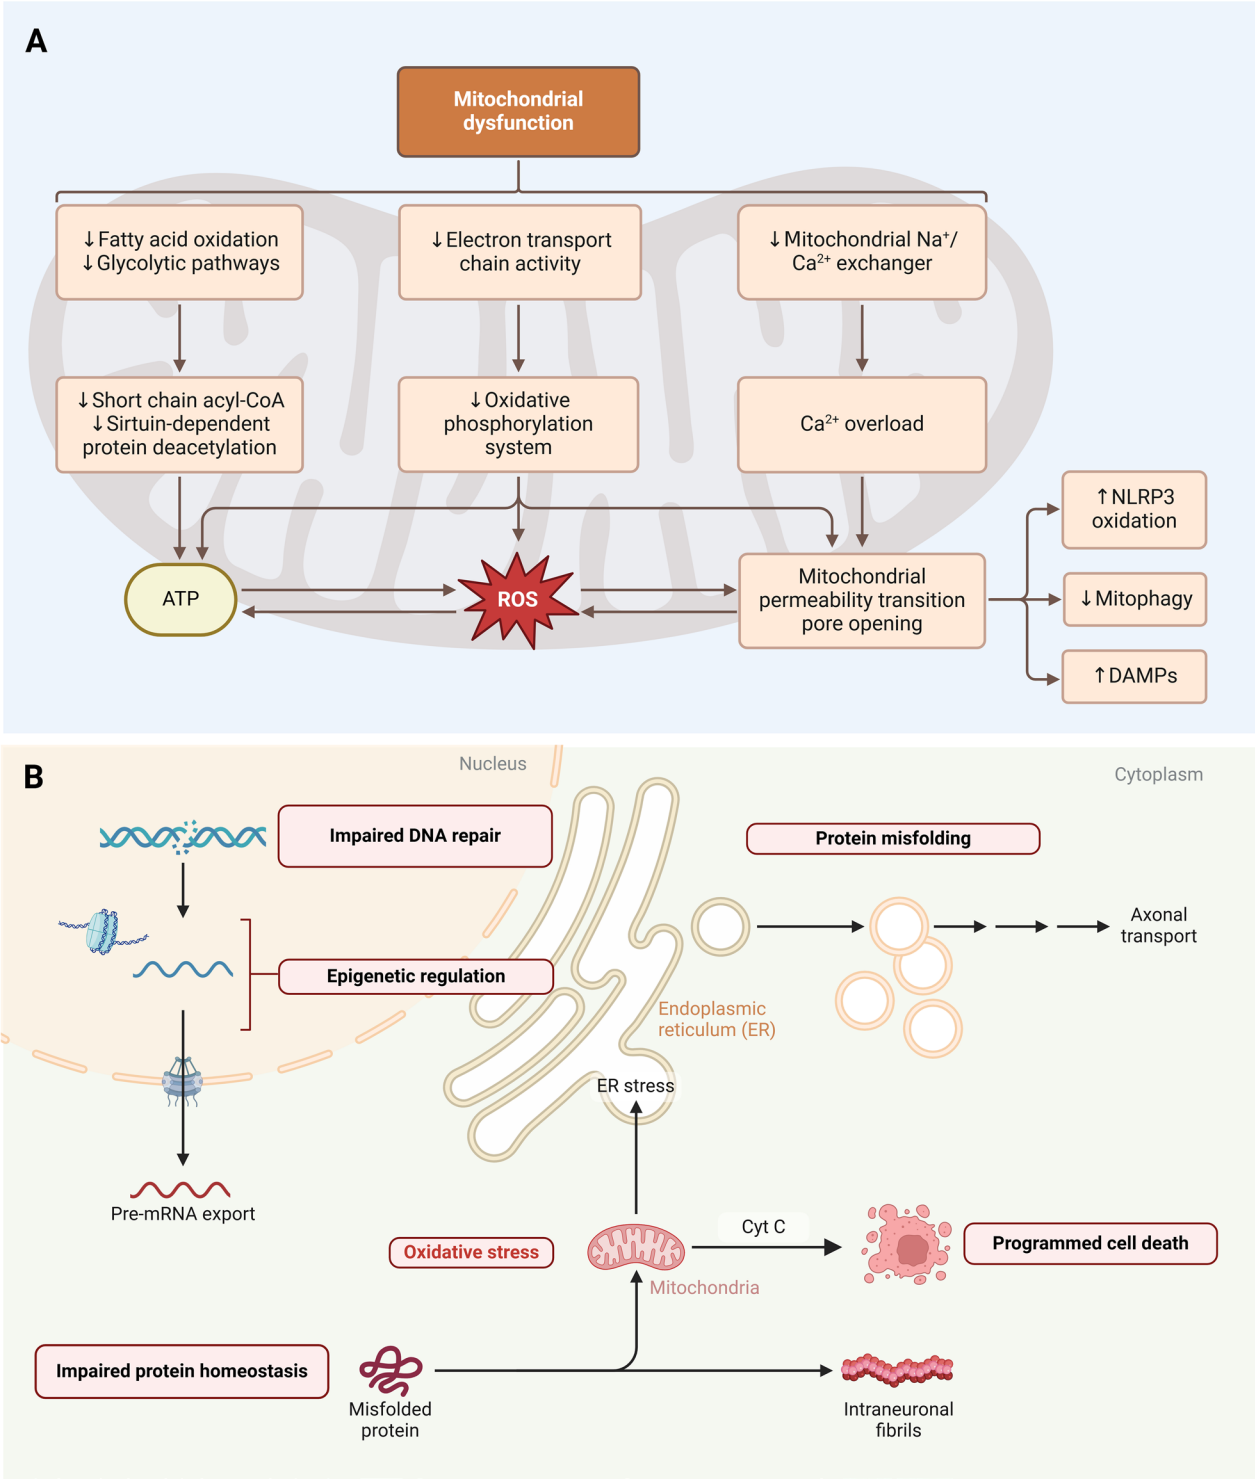 A
Mitochondrial
dysfunction
↓Fatty acid oxidation
↓Glycolytic pathways
↓Electron transport
chain activity
↓Mitochondrial Na⁺/
Ca²⁺ exchanger
↓Short chain acyl-CoA
↓Sirtuin-dependent
protein deacetylation
↓Oxidative
phosphorylation
system
Ca²⁺ overload
ATP
ROS
Mitochondrial
permeability transition
pore opening
↑NLRP3
oxidation
↓Mitophagy
↑DAMPs
B
Nucleus
Cytoplasm
Impaired DNA repair
Protein misfolding
Axonal
transport
Epigenetic regulation
Endoplasmic
reticulum (ER)
ER stress
Pre-mRNA export
Oxidative stress
Cyt C
Programmed cell death
Mitochondria
Impaired protein homeostasis
Misfolded
protein
Intraneuronal
fibrils